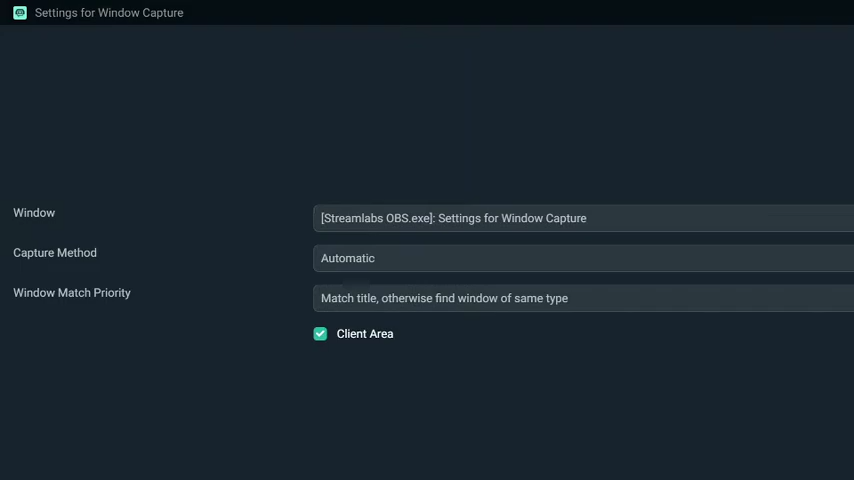 Settings for Window Capture
Window
[Streamlabs OBS.exe]: Settings for Window Capture
Capture Method
Automatic
Window Match Priority
Match title, otherwise find window of same type
Client Area